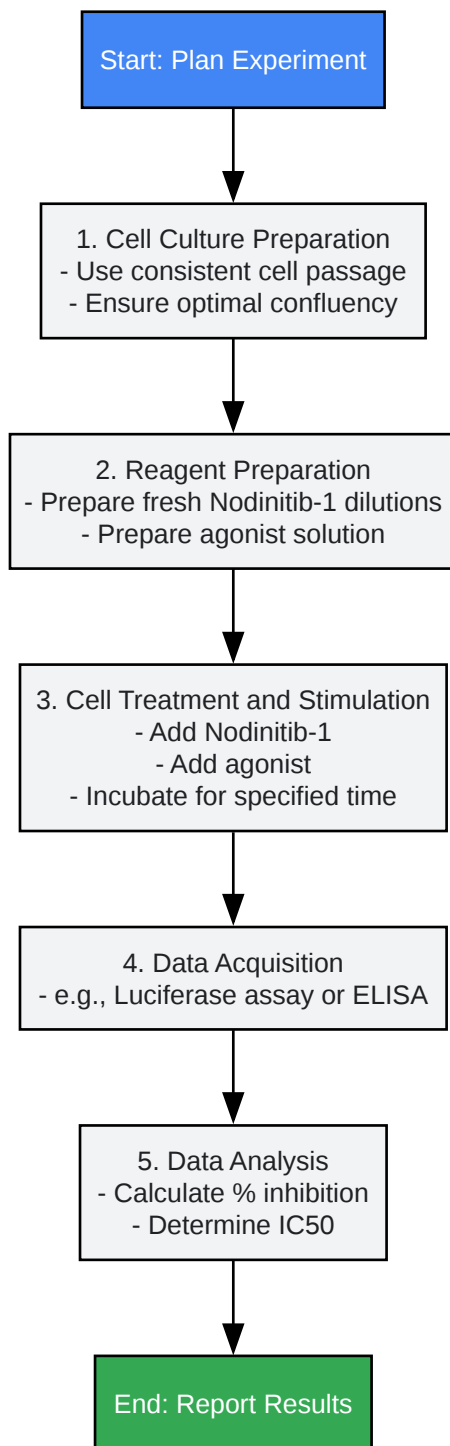 Start: Plan Experiment
1. Cell Culture Preparation
- Use consistent cell passage
- Ensure optimal confluency
2. Reagent Preparation
- Prepare fresh Nodinitib-1 dilutions
- Prepare agonist solution
3. Cell Treatment and Stimulation
- Add Nodinitib-1
- Add agonist
- Incubate for specified time
4. Data Acquisition
- e.g., Luciferase assay or ELISA
5. Data Analysis
- Calculate % inhibition
- Determine IC50
End: Report Results